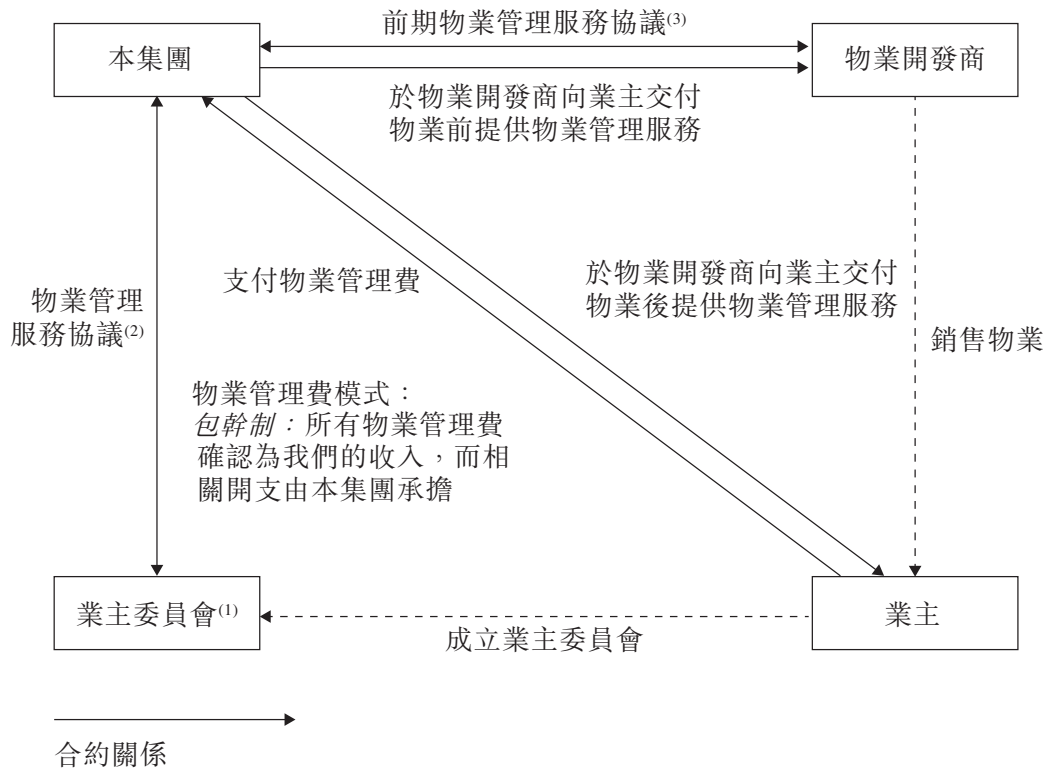 前期物業管理服務協議(3)
本集團
物業開發商
於物業開發商向業主交付
物業前提供物業管理服務
支付物業管理費
於物業開發商向業主交付
物業後提供物業管理服務
物業管理
服務協議(2)
銷售物業
物業管理費模式：
包幹制：所有物業管理費
確認為我們的收入，而相
關開支由本集團承擔
業主委員會(1)
業主
成立業主委員會
合約關係